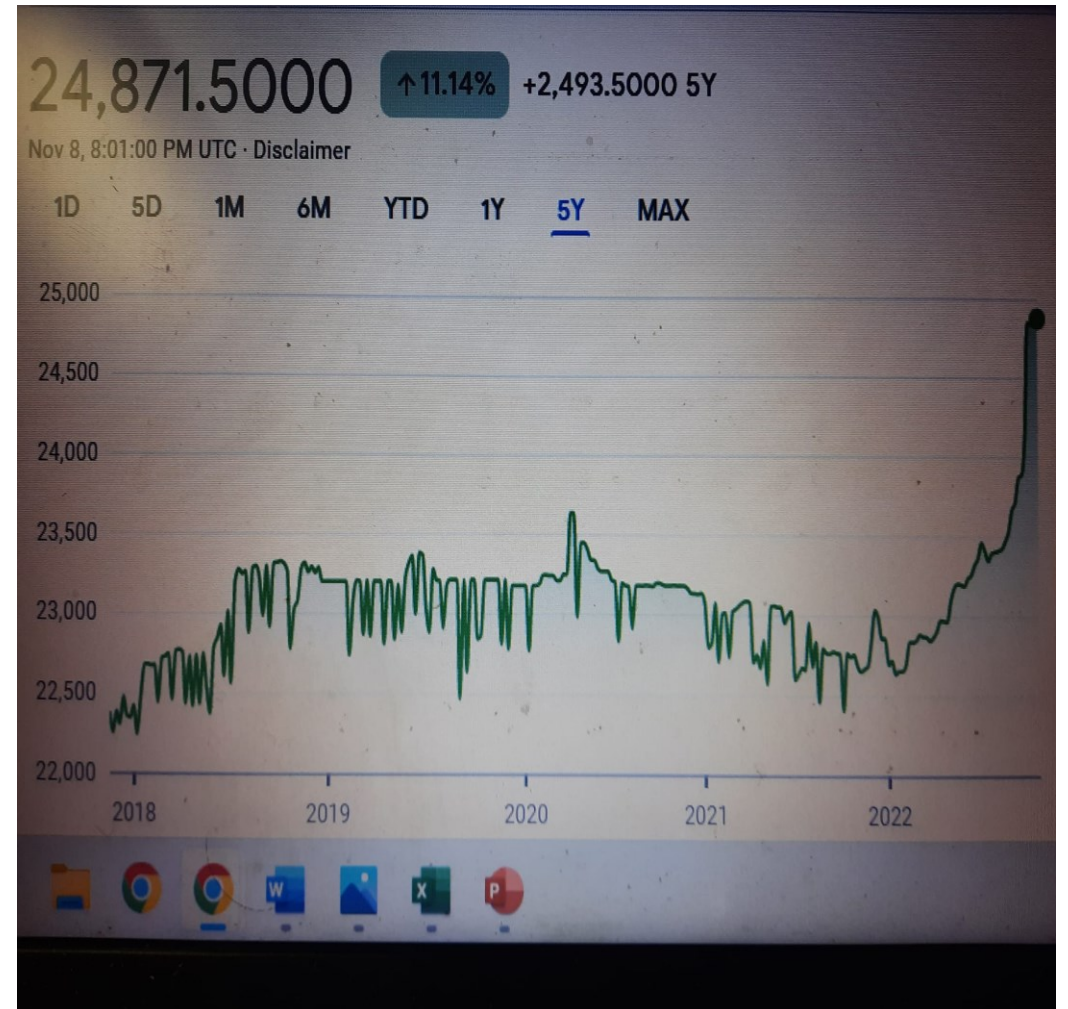 24,871.5000 ↑11.14% +2,493.5000 5Y
Nov 8, 8:01:00 PM UTC · Disclaimer
1D 5D 1M 6M YTD 1Y 5Y MAX
25,000
24,500
24,000
23,500
23,000
22,500
22,000
2018 2019 2020 2021 2022
W X P